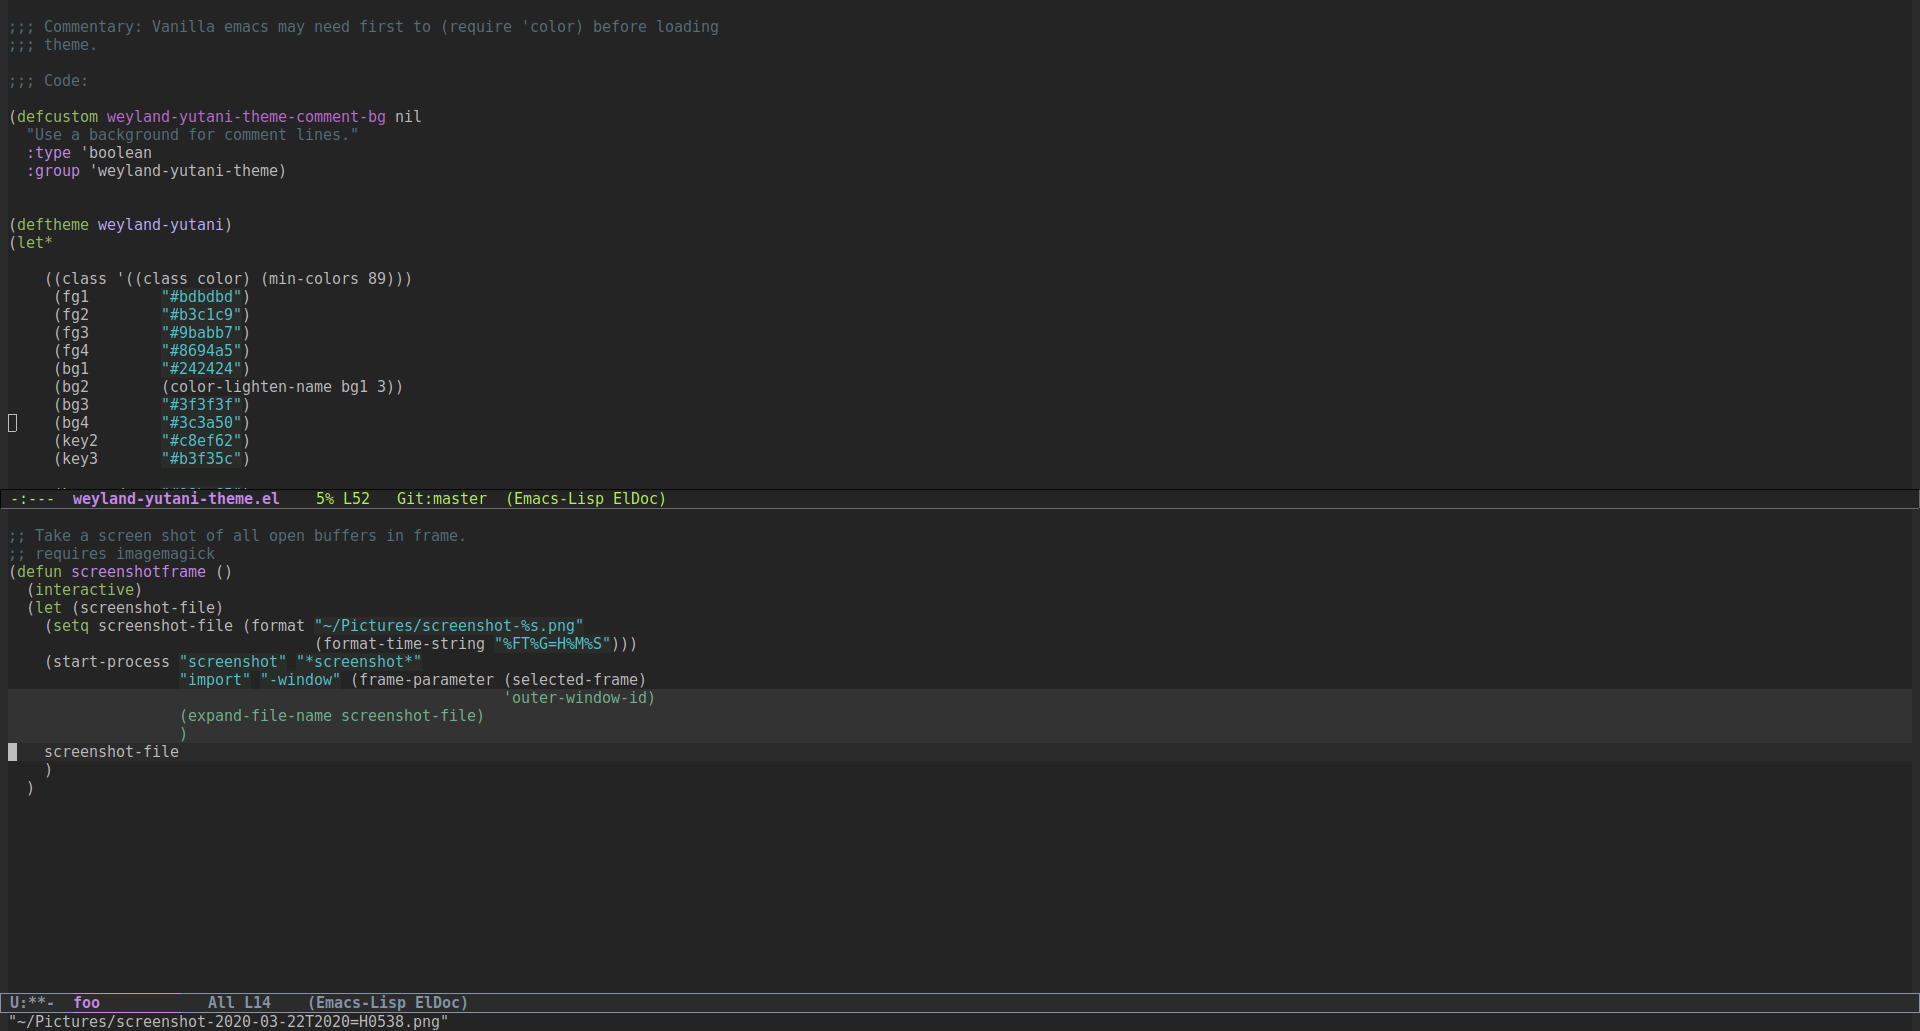 ;;; Commentary: Vanilla emacs may need first to (require 'color) before loading
;;; theme.

;;; Code:

(defcustom weyland-yutani-theme-comment-bg nil
  "Use a background for comment lines."
  :type 'boolean
  :group 'weyland-yutani-theme)


(deftheme weyland-yutani)
(let*

    ((class '((class color) (min-colors 89)))
     (fg1        "#bdbdbd")
     (fg2        "#b3c1c9")
     (fg3        "#9babb7")
     (fg4        "#8694a5")
     (bg1        "#242424")
     (bg2        (color-lighten-name bg1 3))
     (bg3        "#3f3f3f")
     (bg4        "#3c3a50")
     (key2       "#c8ef62")
     (key3       "#b3f35c")

-:---  weyland-yutani-theme.el    5% L52   Git:master  (Emacs-Lisp ElDoc)
;; Take a screen shot of all open buffers in frame.
;; requires imagemagick
(defun screenshotframe ()
  (interactive)
  (let (screenshot-file)
    (setq screenshot-file (format "~/Pictures/screenshot-%s.png"
                                  (format-time-string "%FT%G=H%M%S")))
    (start-process "screenshot" "*screenshot*"
                   "import" "-window" (frame-parameter (selected-frame)
                                                       'outer-window-id)
                   (expand-file-name screenshot-file)
                   )
    screenshot-file
    )
  )
U:**-  foo            All L14    (Emacs-Lisp ElDoc)
"~/Pictures/screenshot-2020-03-22T2020=H0538.png"